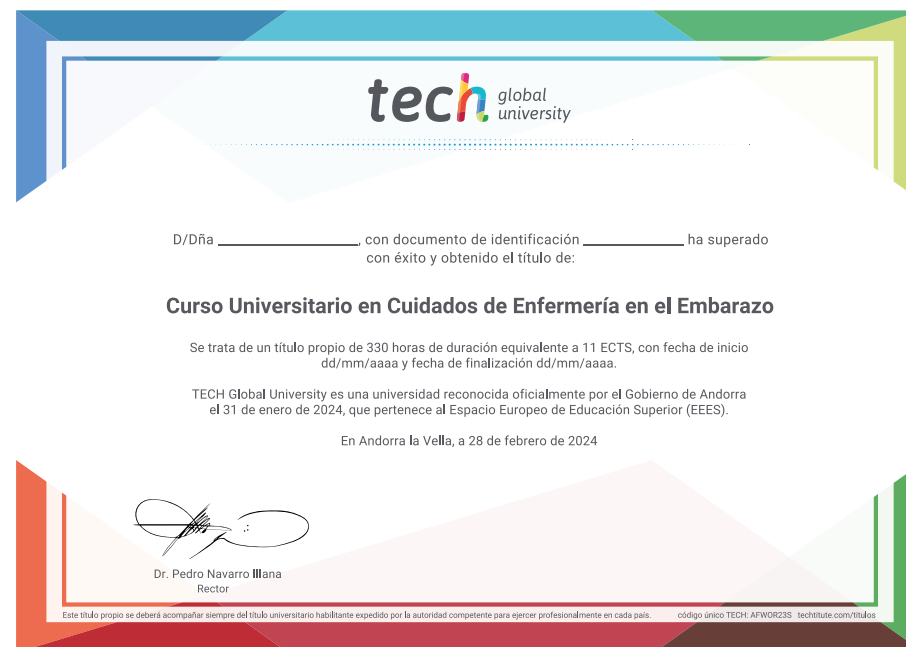 tech global university
D/Dña ______________, con documento de identificación __________ ha superado
con éxito y obtenido el título de:
Curso Universitario en Cuidados de Enfermería en el Embarazo
Se trata de un título propio de 330 horas de duración equivalente a 11 ECTS, con fecha de inicio
dd/mm/aaaa y fecha de finalización dd/mm/aaaa.
TECH Global University es una universidad reconocida oficialmente por el Gobierno de Andorra
el 31 de enero de 2024, que pertenece al Espacio Europeo de Educación Superior (EEES).
En Andorra la Vella, a 28 de febrero de 2024
Dr. Pedro Navarro Illana
Rector
Este título propio se deberá acompañar siempre del título universitario habilitante expedido por la autoridad competente para ejercer profesionalmente en cada país. código único TECH: AFWOR23S techtitute.com/titulos